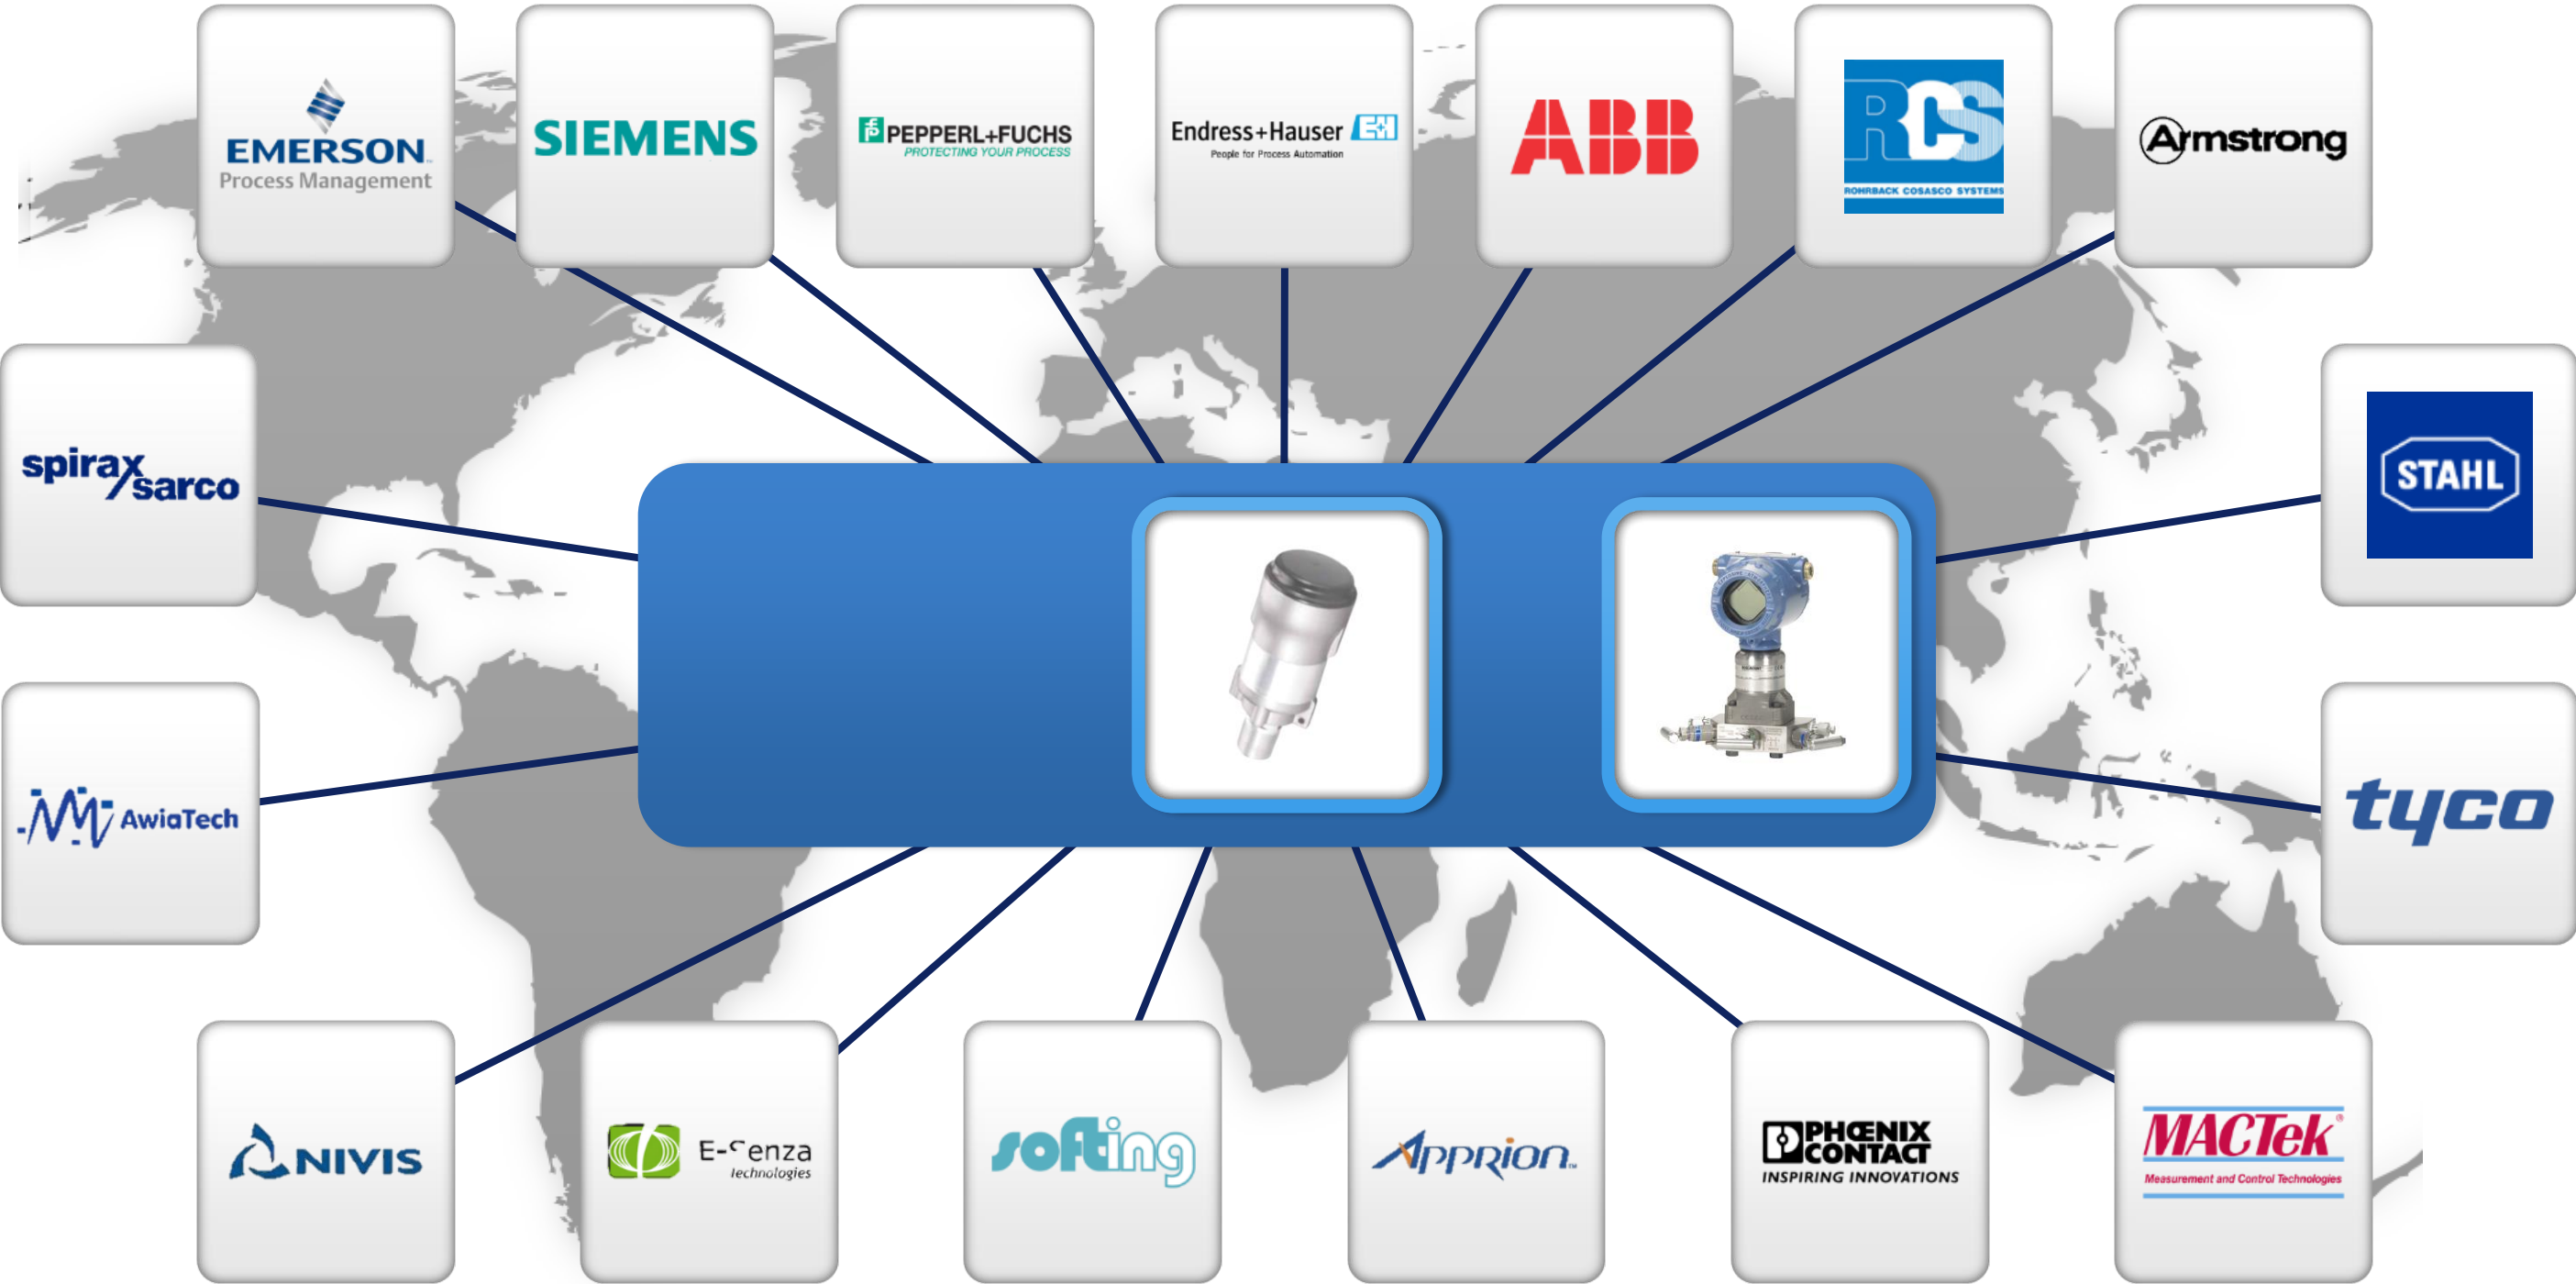 EMERSON
Process Management
SIEMENS
PEPPERL+FUCHS
PROTECTING YOUR PROCESS
Endress+Hauser E+H
People for Process Automation
ABB
RCS
ROHRBACK COSASCO SYSTEMS
Armstrong
spirax
sarco
STAHL
AwiaTech
tyco
NIVIS
E-Senza
Technologies
softing
Apprion
PHŒNIX
CONTACT
INSPIRING INNOVATIONS
MACTek®
Measurement and Control Technologies